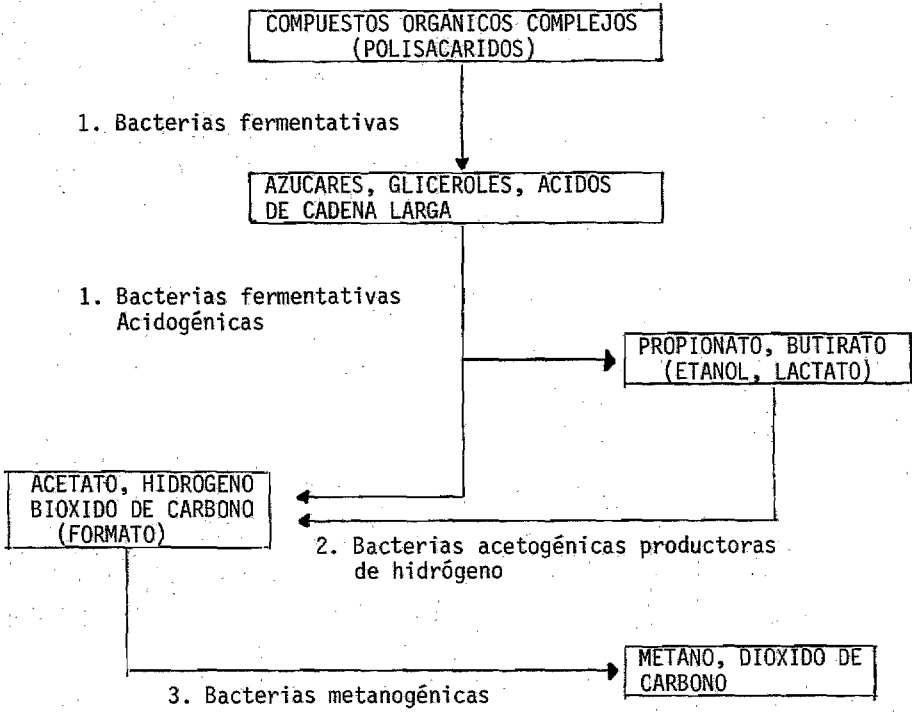 COMPUESTOS ORGANICOS COMPLEJOS
(POLISACARIDOS)
1. Bacterias fermentativas
AZUCARES, GLICEROLES, ACIDOS
DE CADENA LARGA
1. Bacterias fermentativas
Acidogénicas
PROPIONATO, BUTIRATO
(ETANOL, LACTATO)
ACETATO, HIDROGENO
BIOXIDO DE CARBONO
(FORMATO)
2. Bacterias acetogénicas productoras
de hidrógeno
METANO, DIOXIDO DE
CARBONO
3. Bacterias metanogénicas